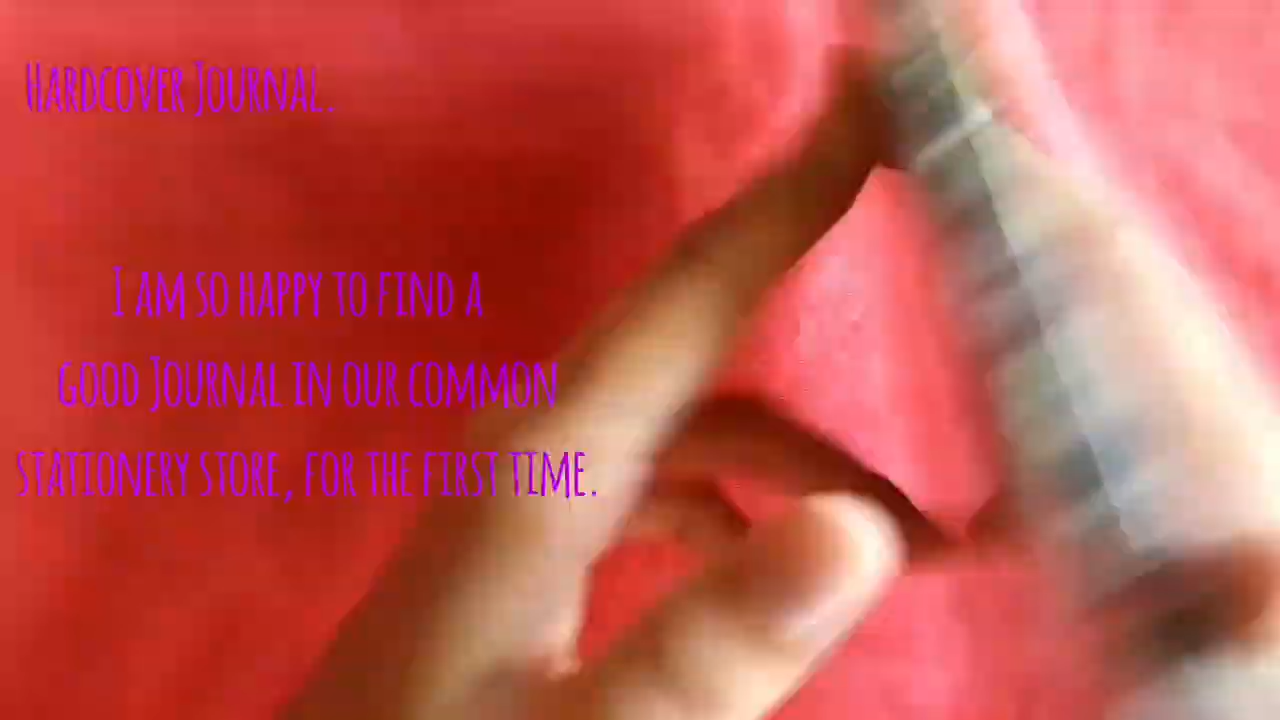 Hardcover Journal.
I am so happy to find a
good Journal in our common
stationery store, for the first time.